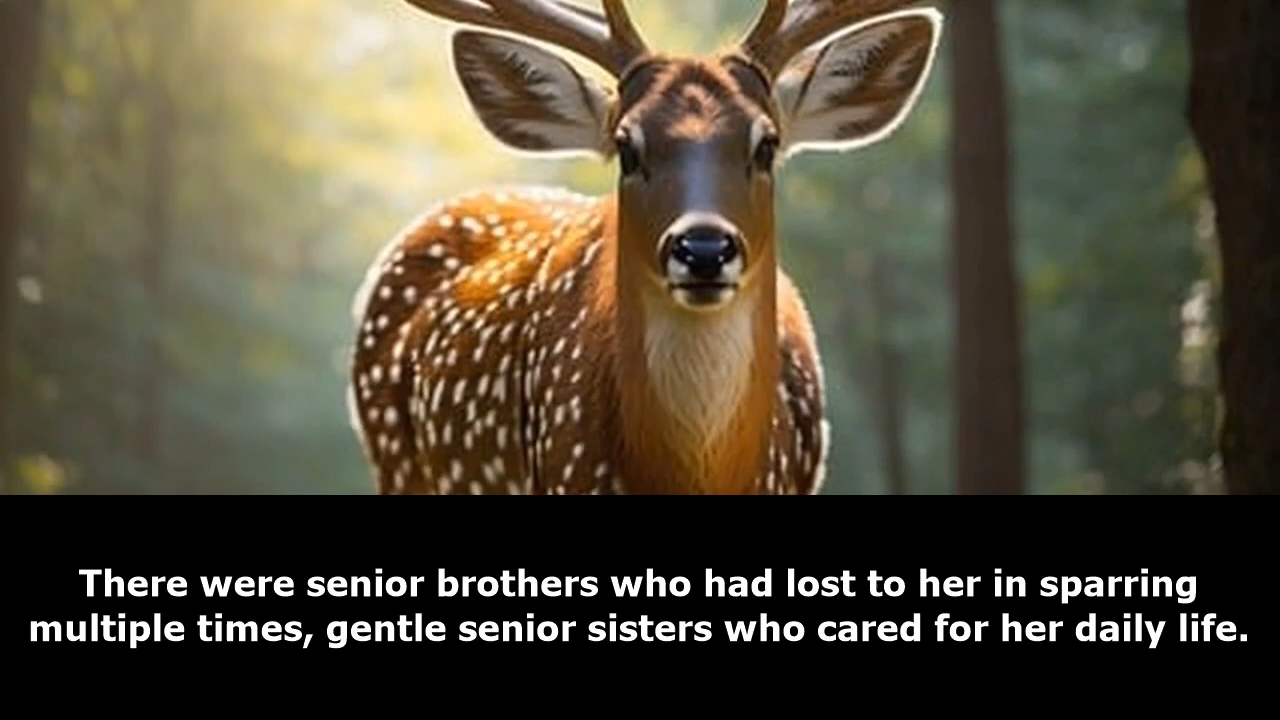 There were senior brothers who had lost to her in sparring
multiple times, gentle senior sisters who cared for her daily life.